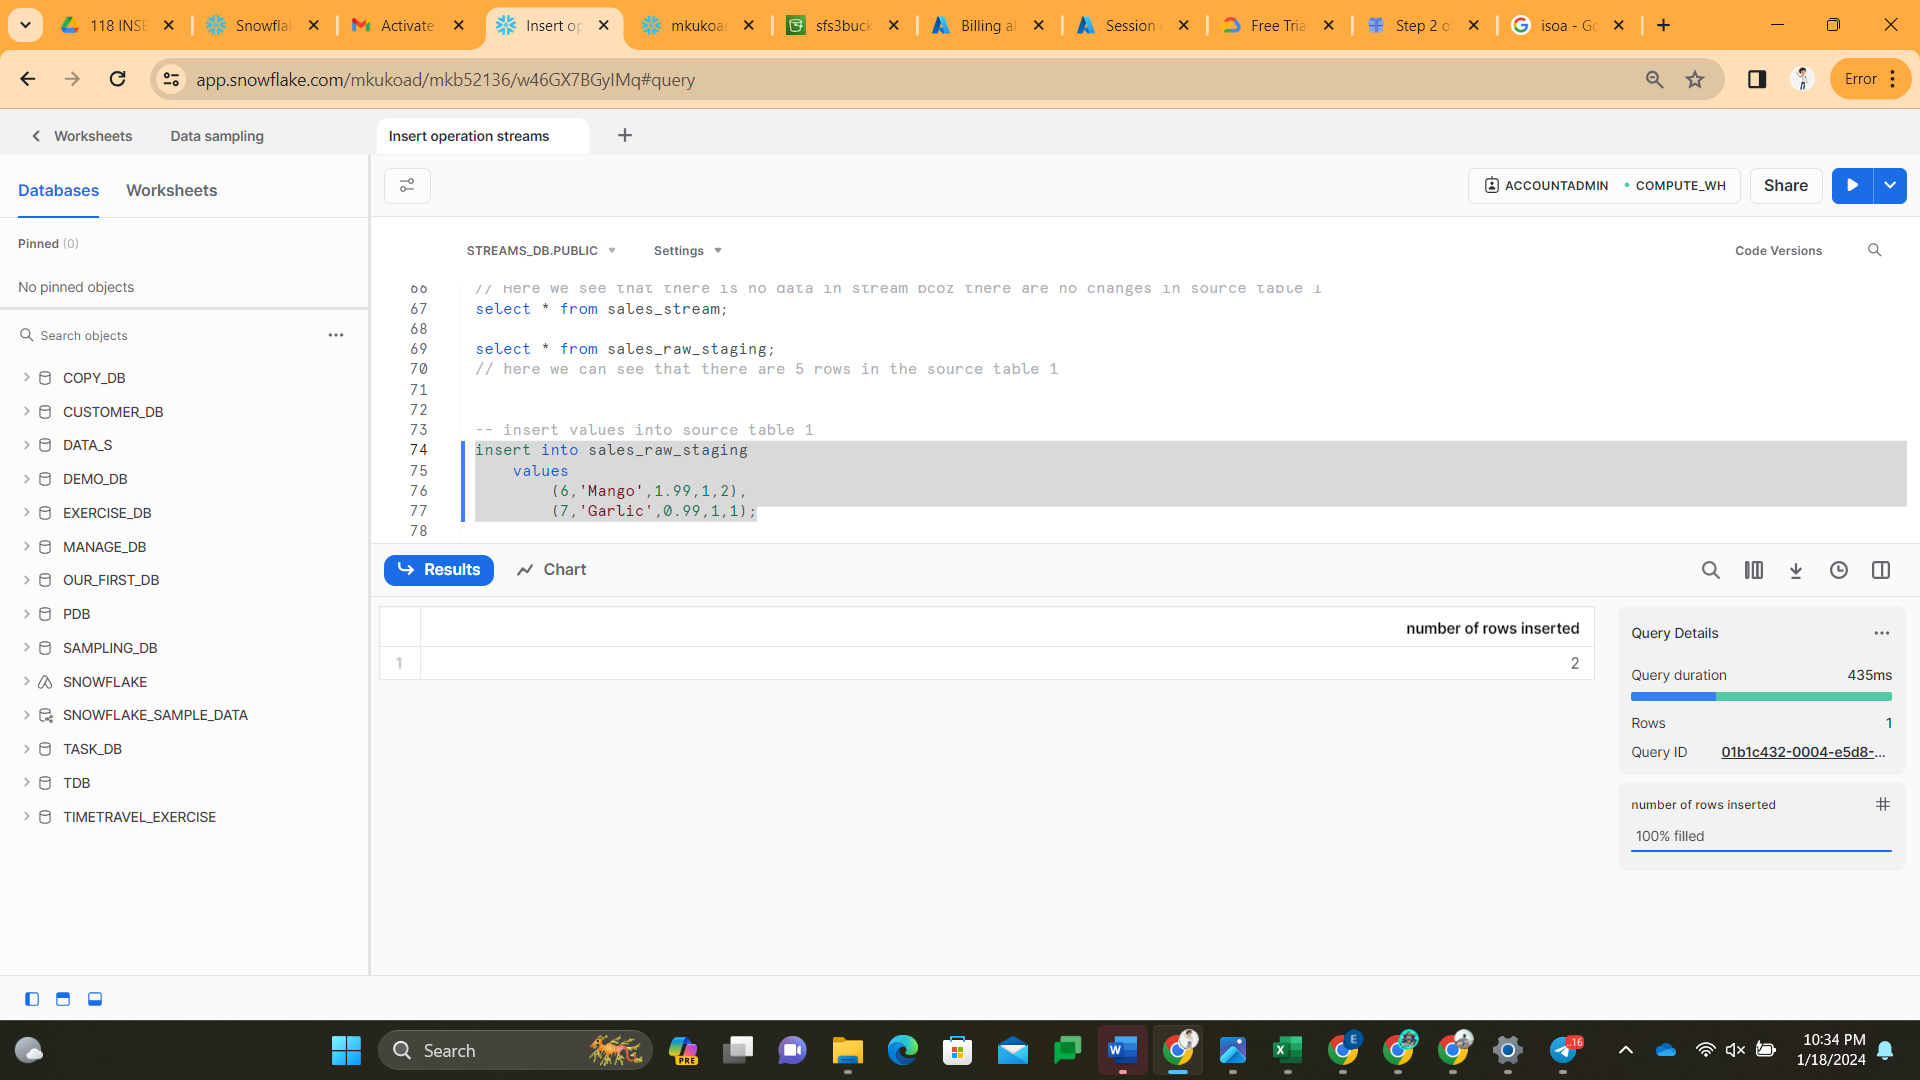 118 INSE
Snowflak
Activate
Insert op
mkukoad
sfs3buck
Billing al
Session
Free Tria
Step 2 o
isoa - Go
app.snowflake.com/mkukoad/mkb52136/w46GX7BGyIMq#query
Error
Worksheets
Data sampling
Insert operation streams
Databases
Worksheets
ACCOUNTADMIN
COMPUTE_WH
Share
Pinned (0)
No pinned objects
Search objects
COPY_DB
CUSTOMER_DB
DATA_S
DEMO_DB
EXERCISE_DB
MANAGE_DB
OUR_FIRST_DB
PDB
SAMPLING_DB
SNOWFLAKE
SNOWFLAKE_SAMPLE_DATA
TASK_DB
TDB
TIMETRAVEL_EXERCISE
STREAMS_DB.PUBLIC
Settings
Code Versions
66 // Here we see that there is no data in stream bcoz there are no changes in source table 1
67 select * from sales_stream;
68
69 select * from sales_raw_staging;
70 // here we can see that there are 5 rows in the source table 1
71
72
73 -- insert values into source table 1
74 insert into sales_raw_staging
75 values
76 (6,'Mango',1.99,1,2),
77 (7,'Garlic',0.99,1,1);
78
Results
Chart
number of rows inserted
1 2
Query Details
Query duration 435ms
Rows 1
Query ID 01b1c432-0004-e5d8-...
number of rows inserted
100% filled
Search
PRE
E
..16
10:34 PM
1/18/2024